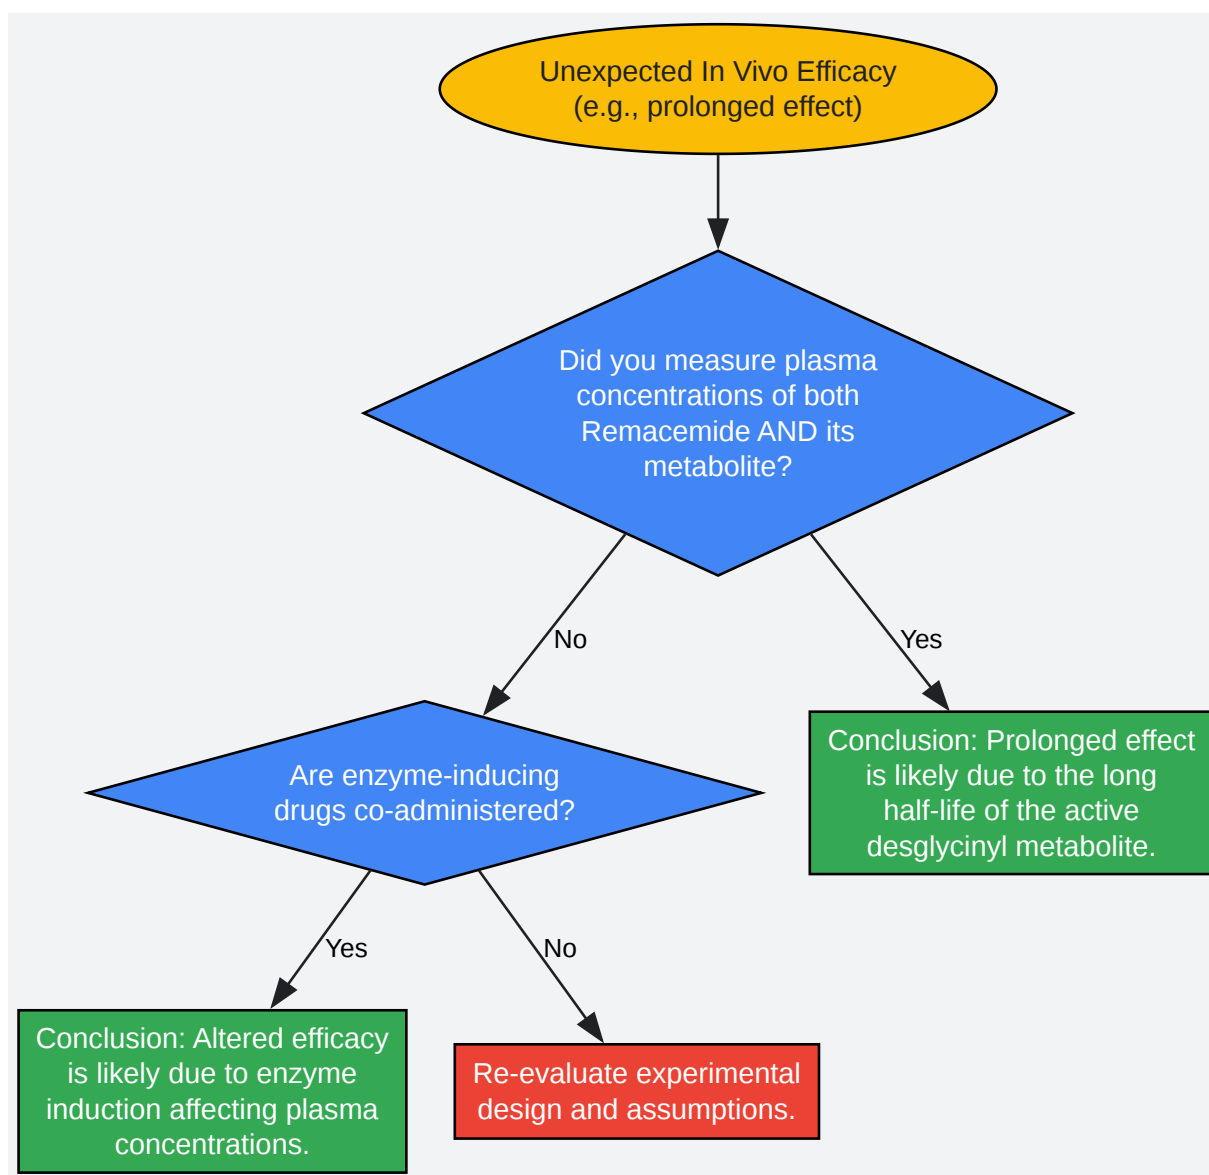 Unexpected In Vivo Efficacy
(e.g., prolonged effect)
Did you measure plasma
concentrations of both
Remacemide AND its
metabolite?
No
Yes
Are enzyme-inducing
drugs co-administered?
Conclusion: Prolonged effect
is likely due to the long
half-life of the active
desglycinyl metabolite.
Yes
No
Conclusion: Altered efficacy
is likely due to enzyme
induction affecting plasma
concentrations.
Re-evaluate experimental
design and assumptions.